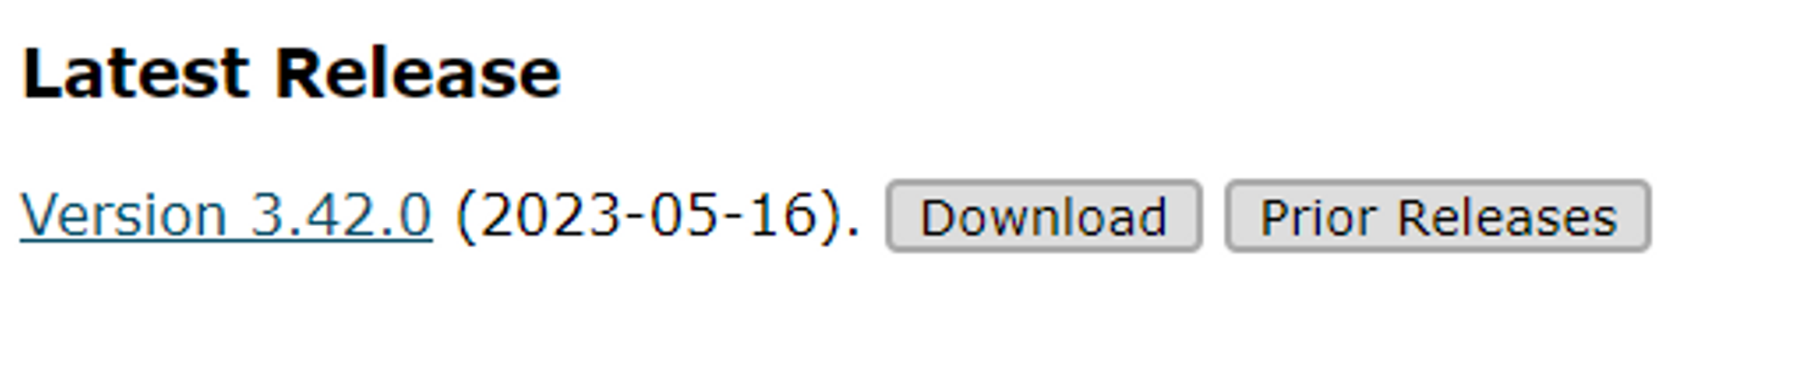 Latest Release
Version 3.42.0 (2023-05-16). Download Prior Releases